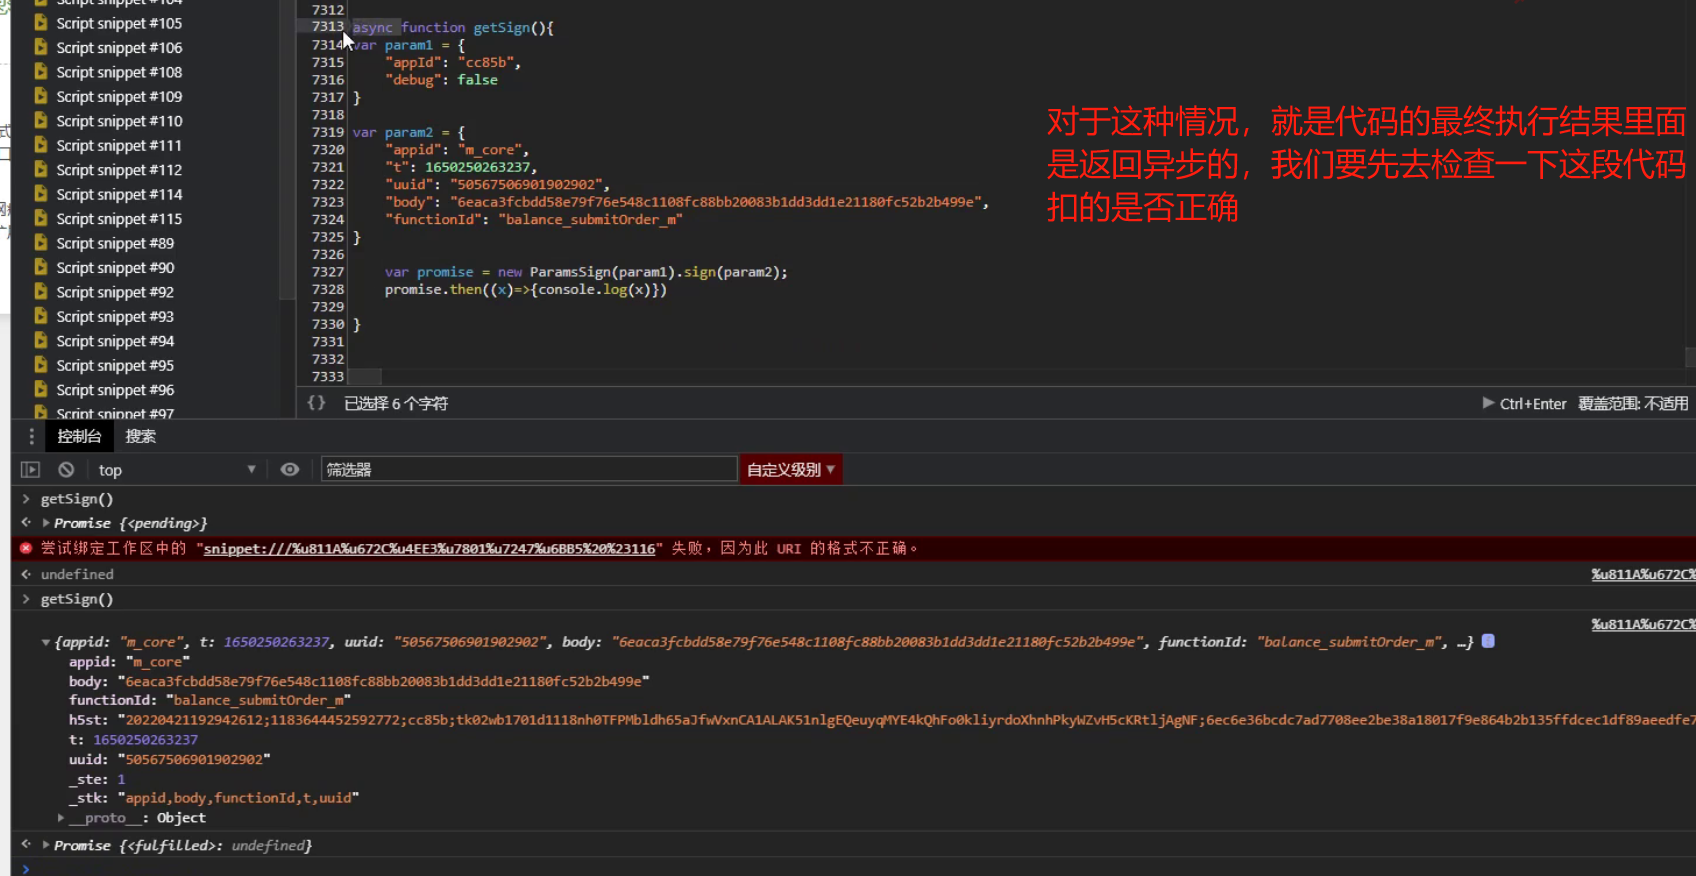 Script snippet #104
Script snippet #105
Script snippet #106
Script snippet #108
Script snippet #109
Script snippet #110
Script snippet #111
Script snippet #112
Script snippet #114
Script snippet #115
Script snippet #89
Script snippet #90
Script snippet #92
Script snippet #93
Script snippet #94
Script snippet #95
Script snippet #96
Script snippet #97
7312
7313 async function getSign(){
7314 var param1 = {
7315 "appId": "cc85b",
7316 "debug": false
7317 }
7318
7319 var param2 = {
7320 "appid": "m_core",
7321 "t": 1650250263237,
7322 "uuid": "50567506901902902",
7323 "body": "6eaca3fcbdd58e79f76e548c1108fc88bb20083b1dd3dd1e21180fc52b2b499e",
7324 "functionId": "balance_submitOrder_m"
7325 }
7326
7327 var promise = new ParamsSign(param1).sign(param2);
7328 promise.then((x)=>{console.log(x)})
7329
7330 }
7331
7332
7333
对于这种情况，就是代码的最终执行结果里面
是返回异步的，我们要先去检查一下这段代码
扣的是否正确
{} 已选择 6 个字符 Ctrl+Enter 覆盖范围: 不适用
控制台 搜索
top 筛选器 自定义级别
getSign()
Promise {<pending>}
尝试绑定工作区中的 "snippet:///%u811A%u672C%u4EE3%u7801%u7247%u6BB5%20%23116" 失败，因为此 URI 的格式不正确。
undefined %u811A%u672C%
getSign()
%u811A%u672C%
{appid: "m_core", t: 1650250263237, uuid: "50567506901902902", body: "6eaca3fcbdd58e79f76e548c1108fc88bb20083b1dd3dd1e21180fc52b2b499e", functionId: "balance_submitOrder_m", …}
appid: "m_core"
body: "6eaca3fcbdd58e79f76e548c1108fc88bb20083b1dd3dd1e21180fc52b2b499e"
functionId: "balance_submitOrder_m"
h5st: "20220421192942612;1183644452592772;cc85b;tk02wb1701d1118nh0TFPMbldh65aJfwVxnCA1ALAK51nlgEQeuyqMYE4kQhFo0kliyrdoXhnhPkyWZvH5cKRtljAgNF;6ec6e36bcdc7ad7708ee2be38a18017f9e864b2b135ffdcec1df89aeedfe7
t: 1650250263237
uuid: "50567506901902902"
_ste: 1
_stk: "appid,body,functionId,t,uuid"
__proto__: Object
Promise {<fulfilled>: undefined}